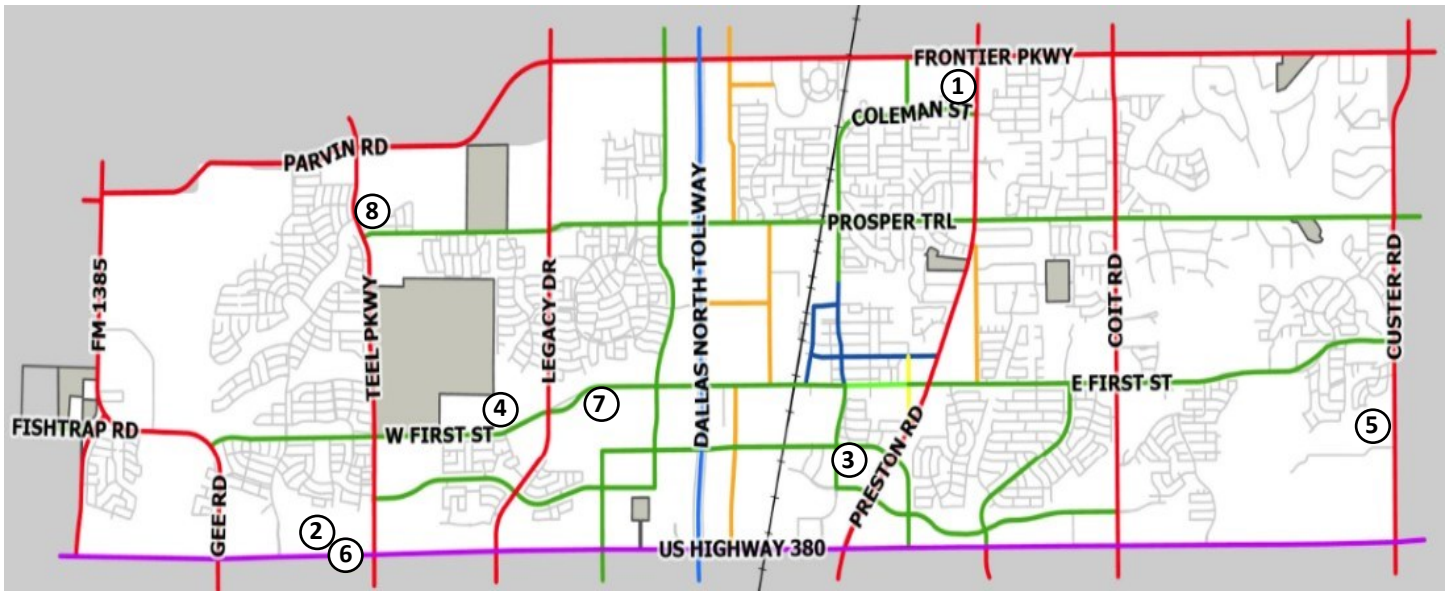 FRONTIER PKWY
1
COLEMAN ST
PARVIN RD
8
PROSPER TRL
DALLAS NORTH TOLLWAY
FM 1385
TEEL PKWY
LEGACY DR
COIT RD
CUSTER RD
E FIRST ST
4
7
5
FISHTRAP RD
W FIRST ST
3
PRESTON RD
GEE RD
2
6
US HIGHWAY 380